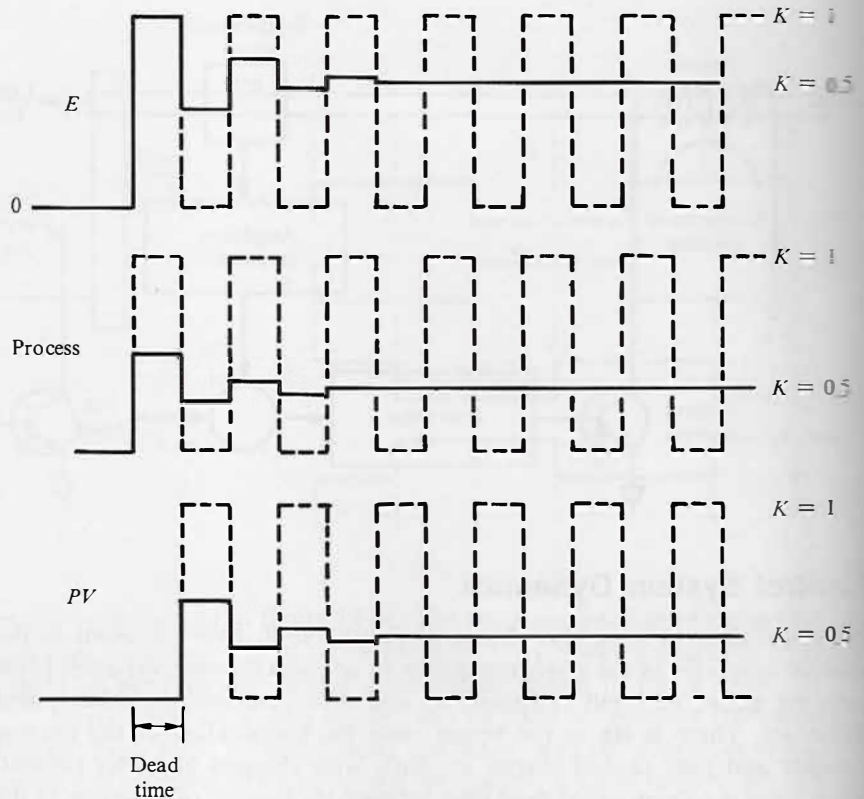 K = 1
E
K = 0.5
0
K = 1
Process
K = 0.5
K = 1
PV
K = 0.5
Dead
time